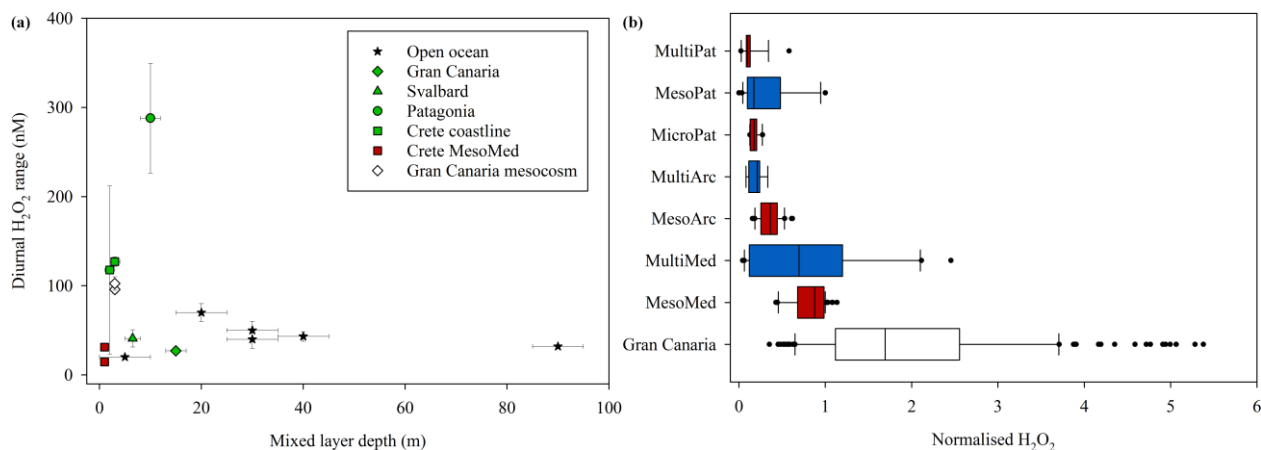 (a)
400
300
200
100
0
Diurnal H₂O₂ range (nM)
Open ocean
Gran Canaria
Svalbard
Patagonia
Crete coastline
Crete MesoMed
Gran Canaria mesocosm
0 20 40 60 80 100
Mixed layer depth (m)
(b)
MultiPat
MesoPat
MicroPat
MultiArc
MesoArc
MultiMed
MesoMed
Gran Canaria
0 1 2 3 4 5 6
Normalised H₂O₂